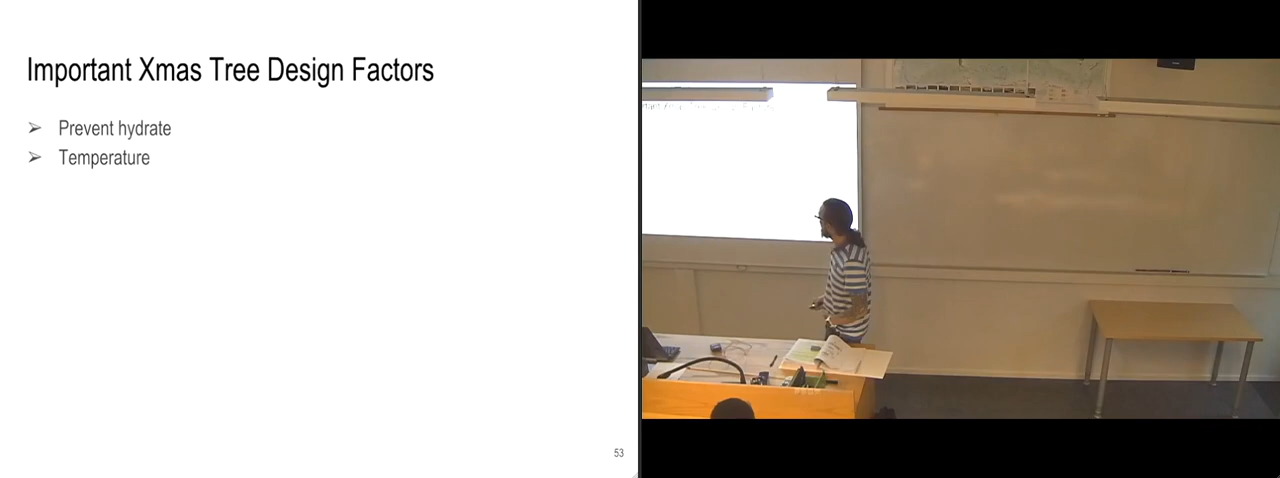 Important Xmas Tree Design Factors
➢ Prevent hydrate
➢ Temperature
53